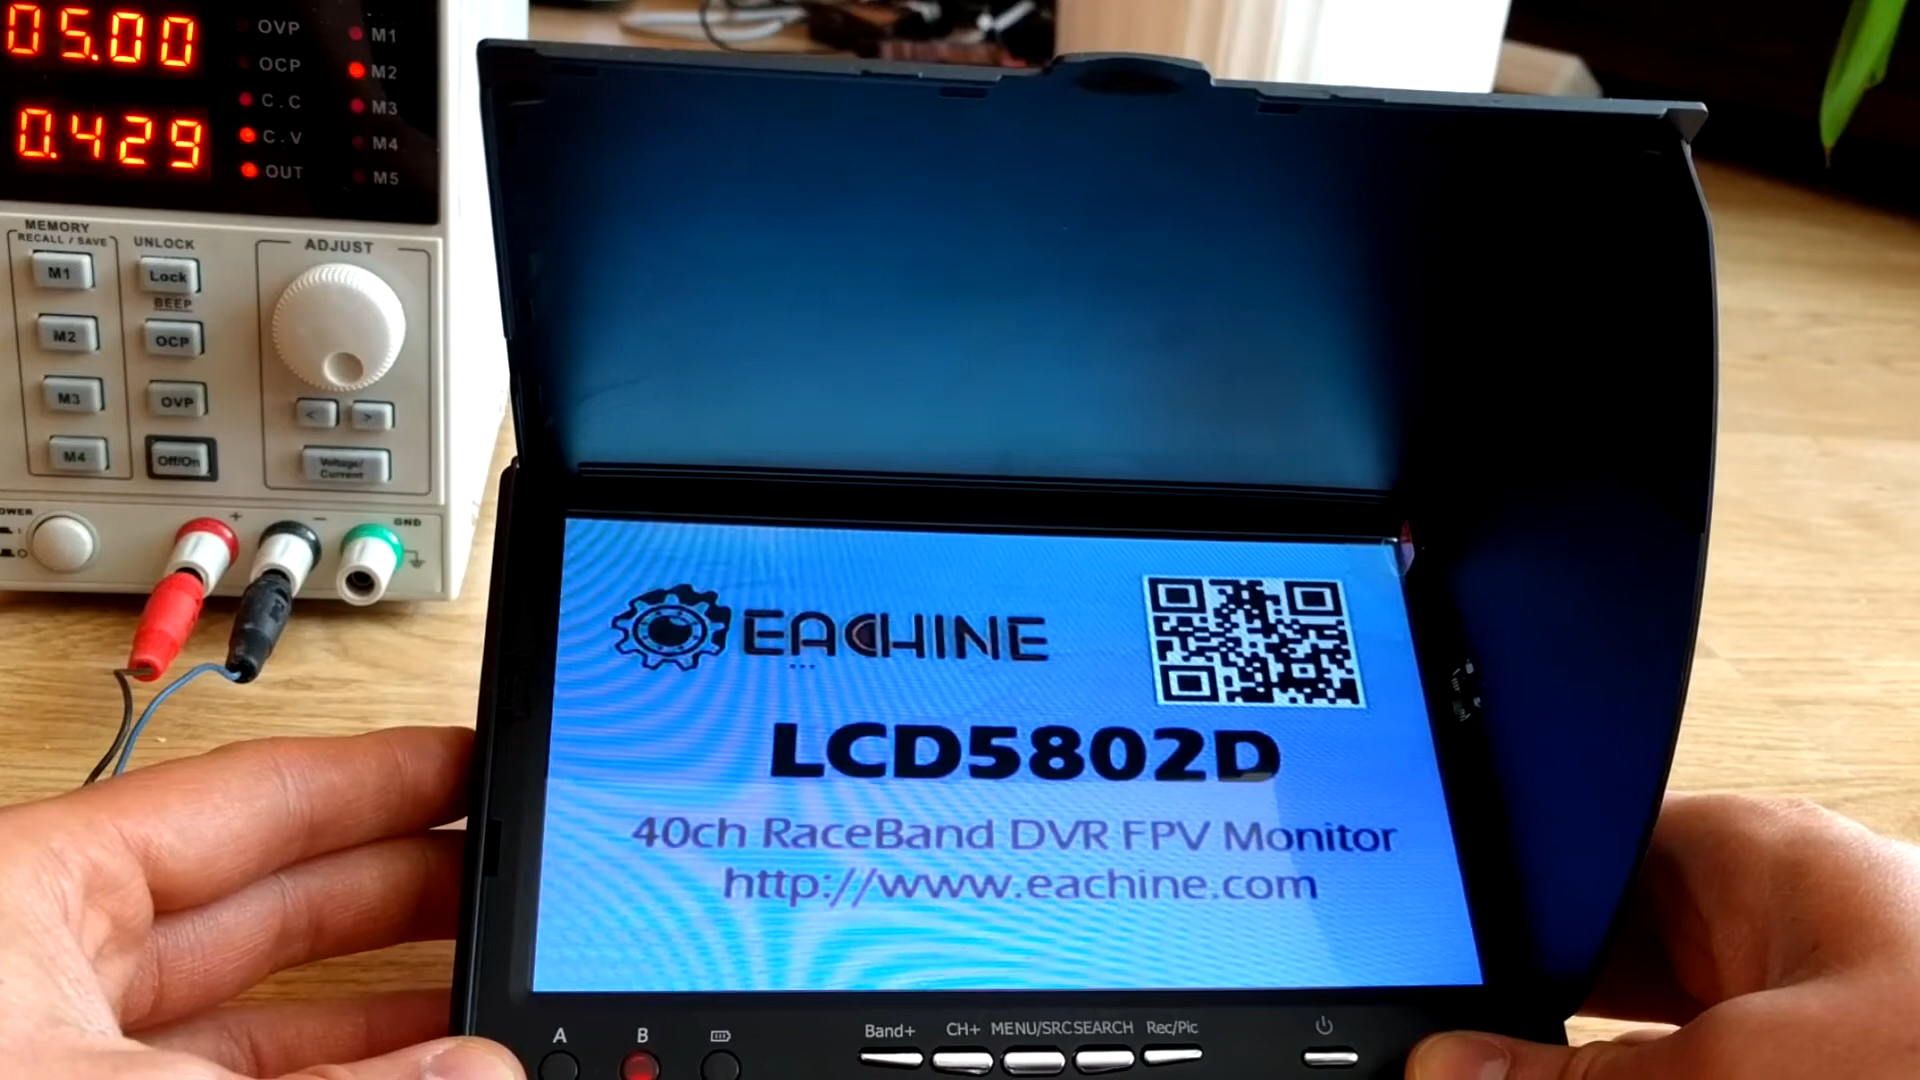 05.00
0.429
OVP
OCP
C.C
C.V
OUT
M1
M2
M3
M4
M5
MEMORY
RECALL / SAVE
UNLOCK
ADJUST
M1
Lock
BEEP
M2
OCP
M3
OVP
< >
M4
Off/On
Voltage/
Current
OWER
+
−
GND
EACHINE
LCD5802D
40ch RaceBand DVR FPV Monitor
http://www.eachine.com
A B
Band+ CH+ MENU/SRC SEARCH Rec/Pic